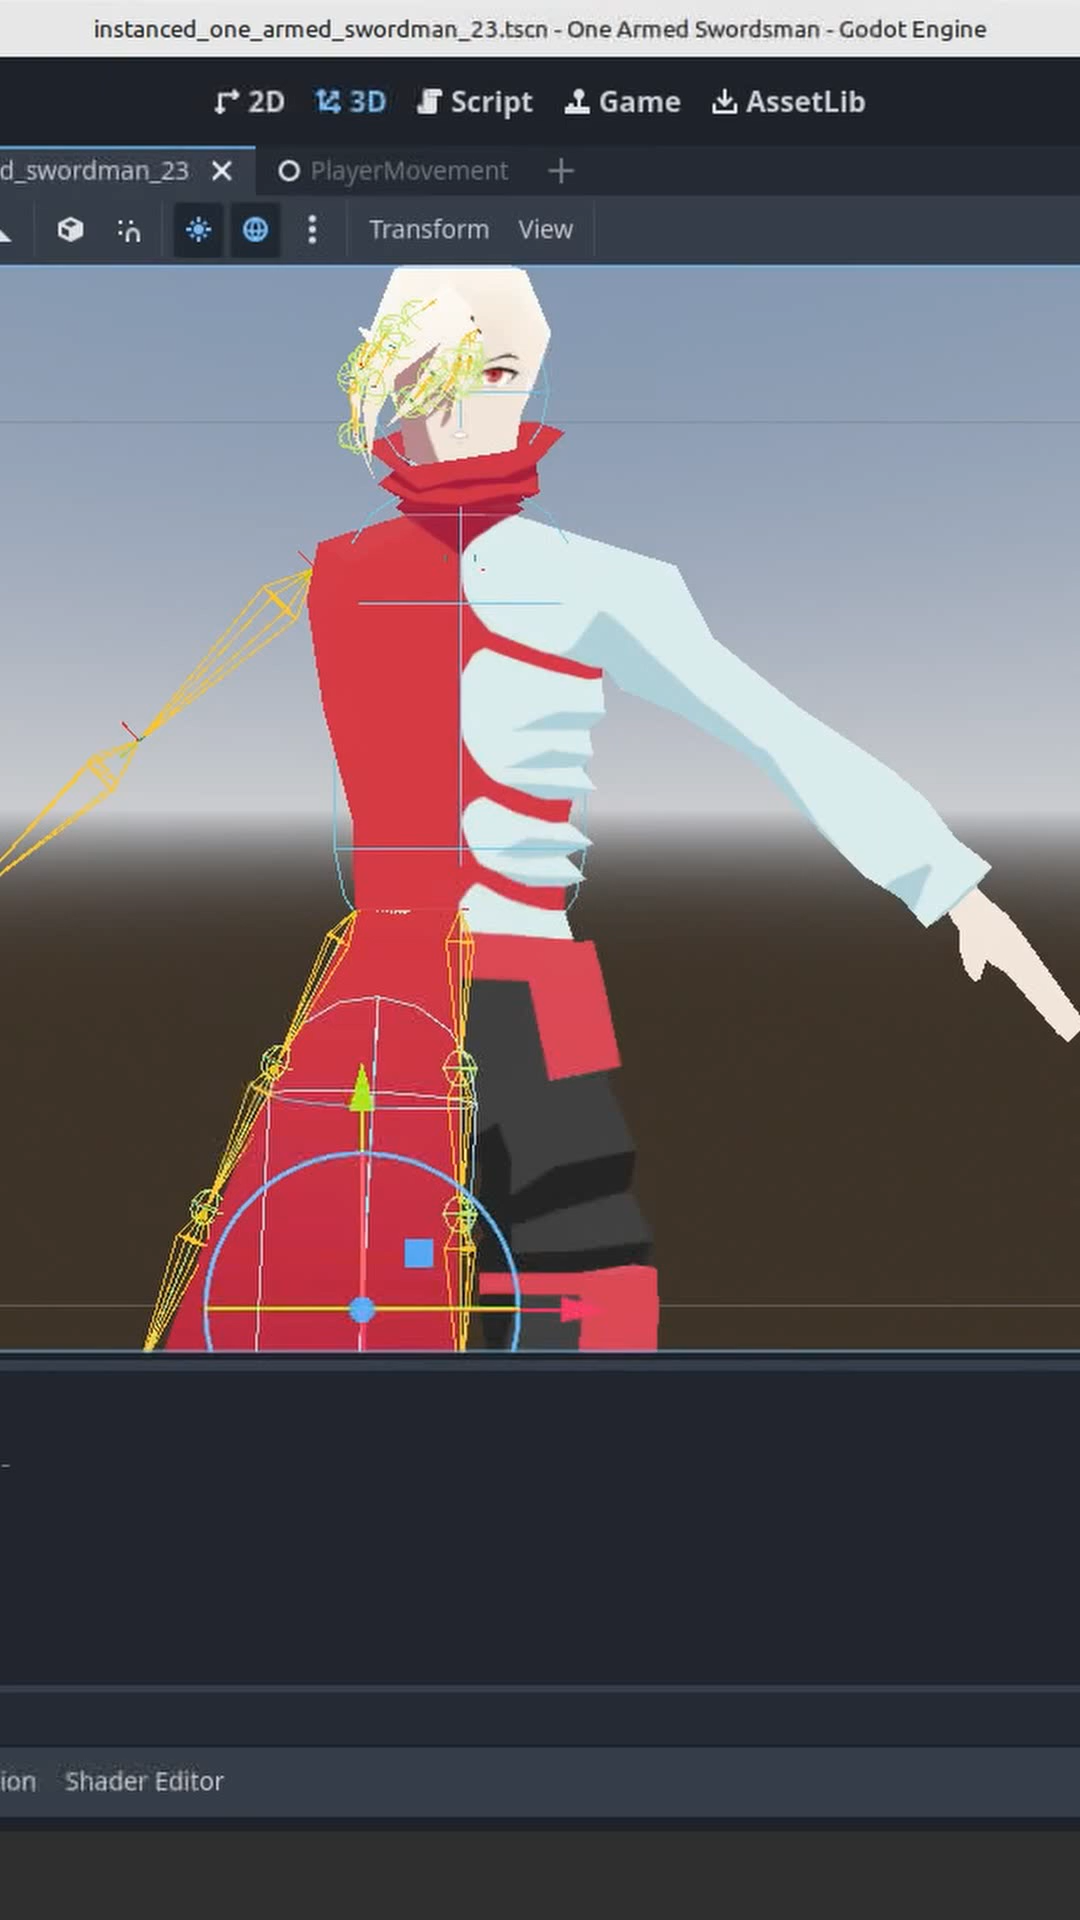 instanced_one_armed_swordman_23.tscn - One Armed Swordsman - Godot Engine
2D 3D Script Game AssetLib
d_swordman_23 PlayerMovement
Transform View
ion Shader Editor